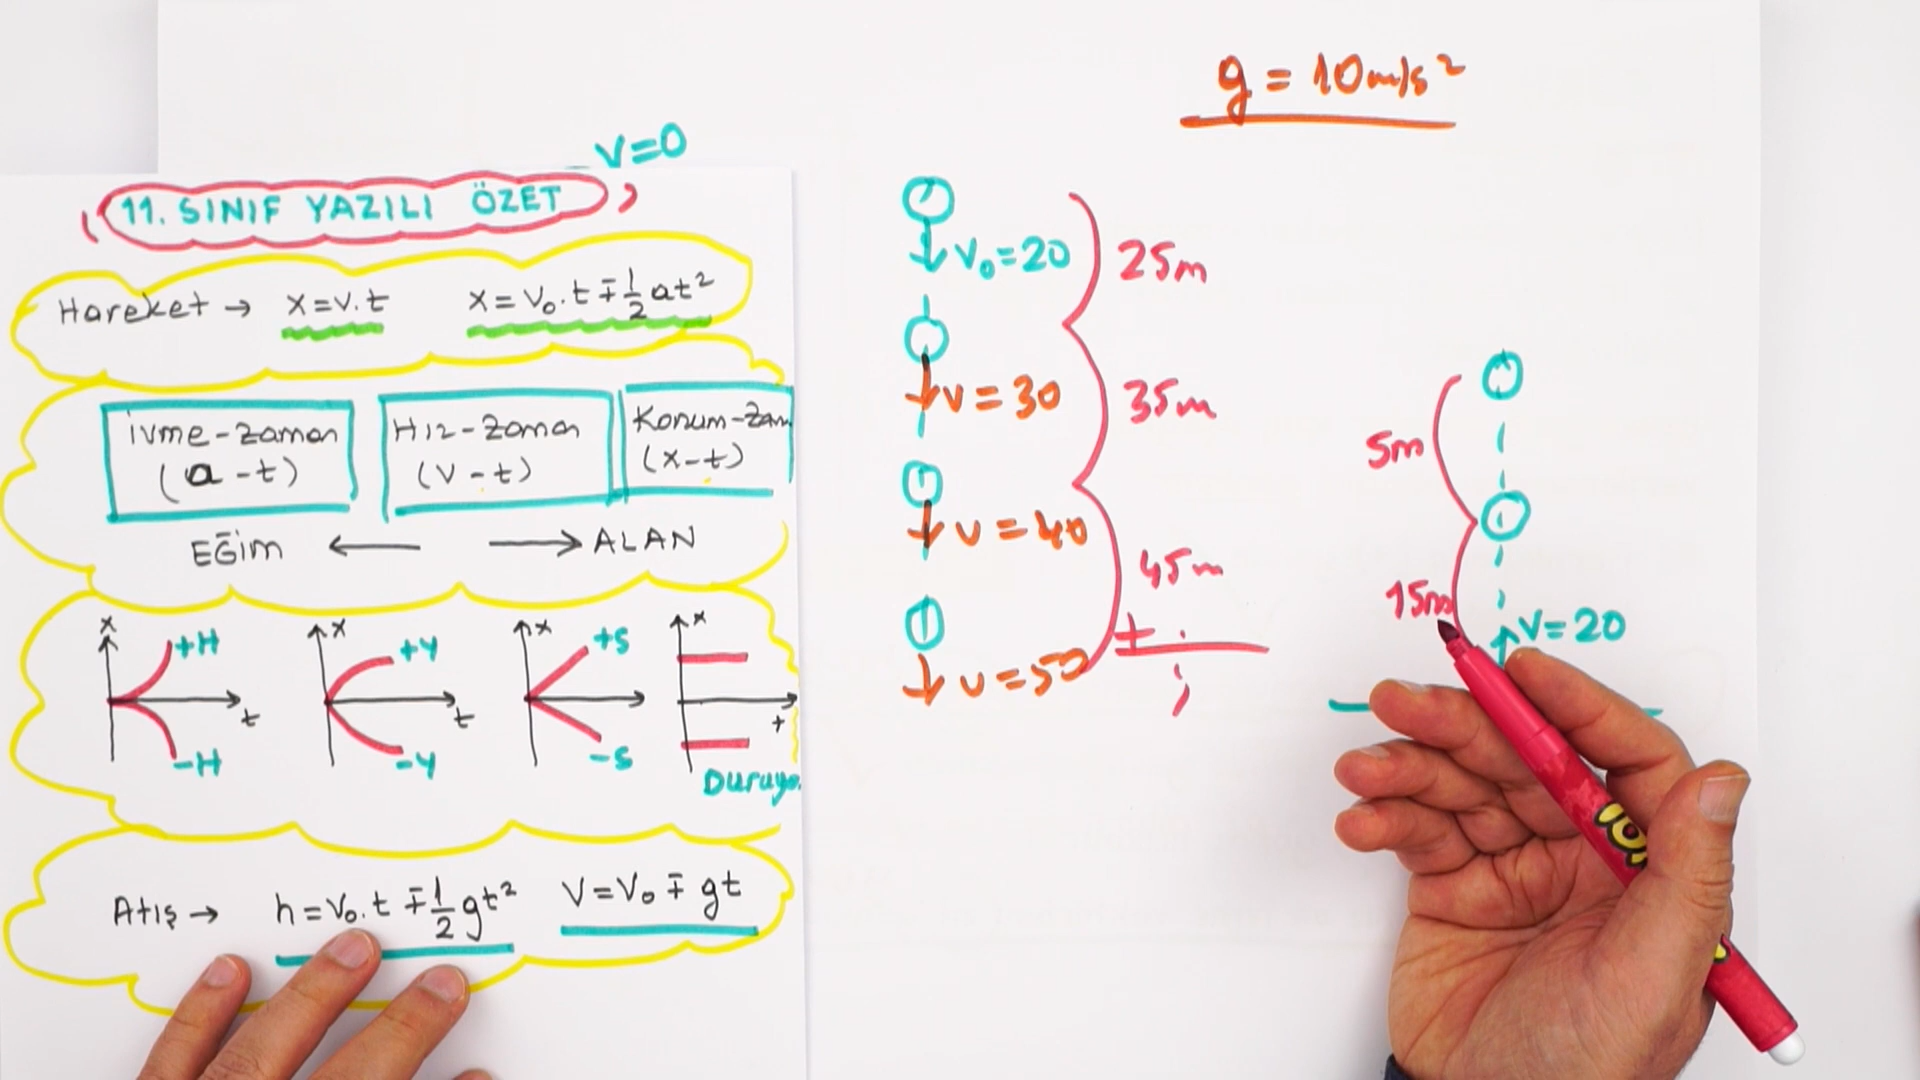 g = 10m/s²
V=0
11. SINIF YAZILI ÖZET
Hareket → x=v.t x=V₀.t∓½at²
ivme-zaman
(a-t)
Hız-zaman
(v-t)
Konum-zam
(x-t)
EĞİM ← → ALAN
x +H t -H
x +Y t -Y
x +S -S
x t Duruyo
Atış → h=V₀.t∓½gt² V=V₀∓gt
V₀=20
v=30
v=40
v=50
25m
35m
45m
+
5m
15m
V=20